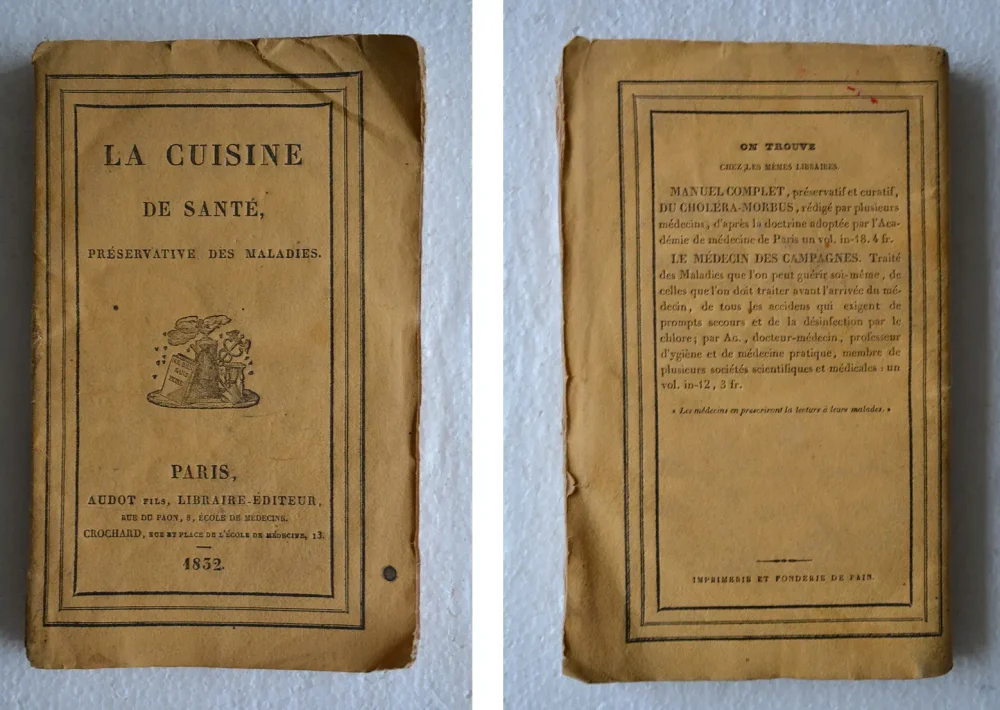 LA CUISINE
DE SANTÉ,
PRÉSERVATIVE DES MALADIES.
PARIS,
AUDOT FILS, LIBRAIRE-ÉDITEUR,
RUE DU PAON, 8, ÉCOLE DE MÉDECINE.
CROCHARD, RUE ET PLACE DE L'ÉCOLE DE MÉDECINE, 13.
1832.
ON TROUVE
CHEZ LES MÊMES LIBRAIRES
MANUEL COMPLET, préservatif et curatif,
DU CHOLÉRA-MORBUS, rédigé par plusieurs
médecins, d'après la doctrine adoptée par l'Aca-
démie de médecine de Paris un vol. in-18. 4 fr.
LE MÉDECIN DES CAMPAGNES. Traité
des Maladies que l'on peut guérir soi-même, de
celles que l'on doit traiter avant l'arrivée du mé-
decin, de tous les accidens qui exigent de
prompts secours et de la désinfection par le
chlore; par AG., docteur-médecin, professeur
d'ygiène et de médecine pratique, membre de
plusieurs sociétés scientifiques et médicales : un
vol. in-12, 3 fr.
« Les médecins en prescriront la lecture à leurs malades. »
IMPRIMERIE ET FONDERIE DE FAIN.